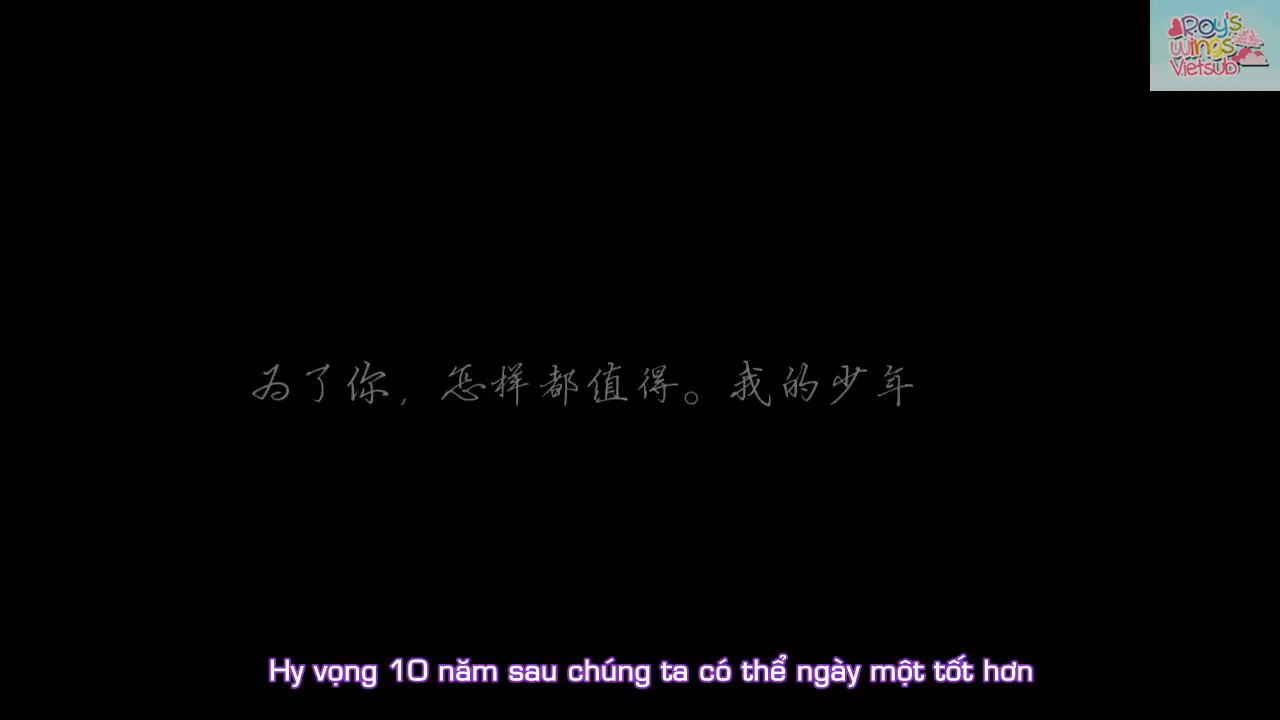 Roy's
wings
Vietsub
为了你，怎样都值得。我的少年
Hy vọng 10 năm sau chúng ta có thể ngày một tốt hơn